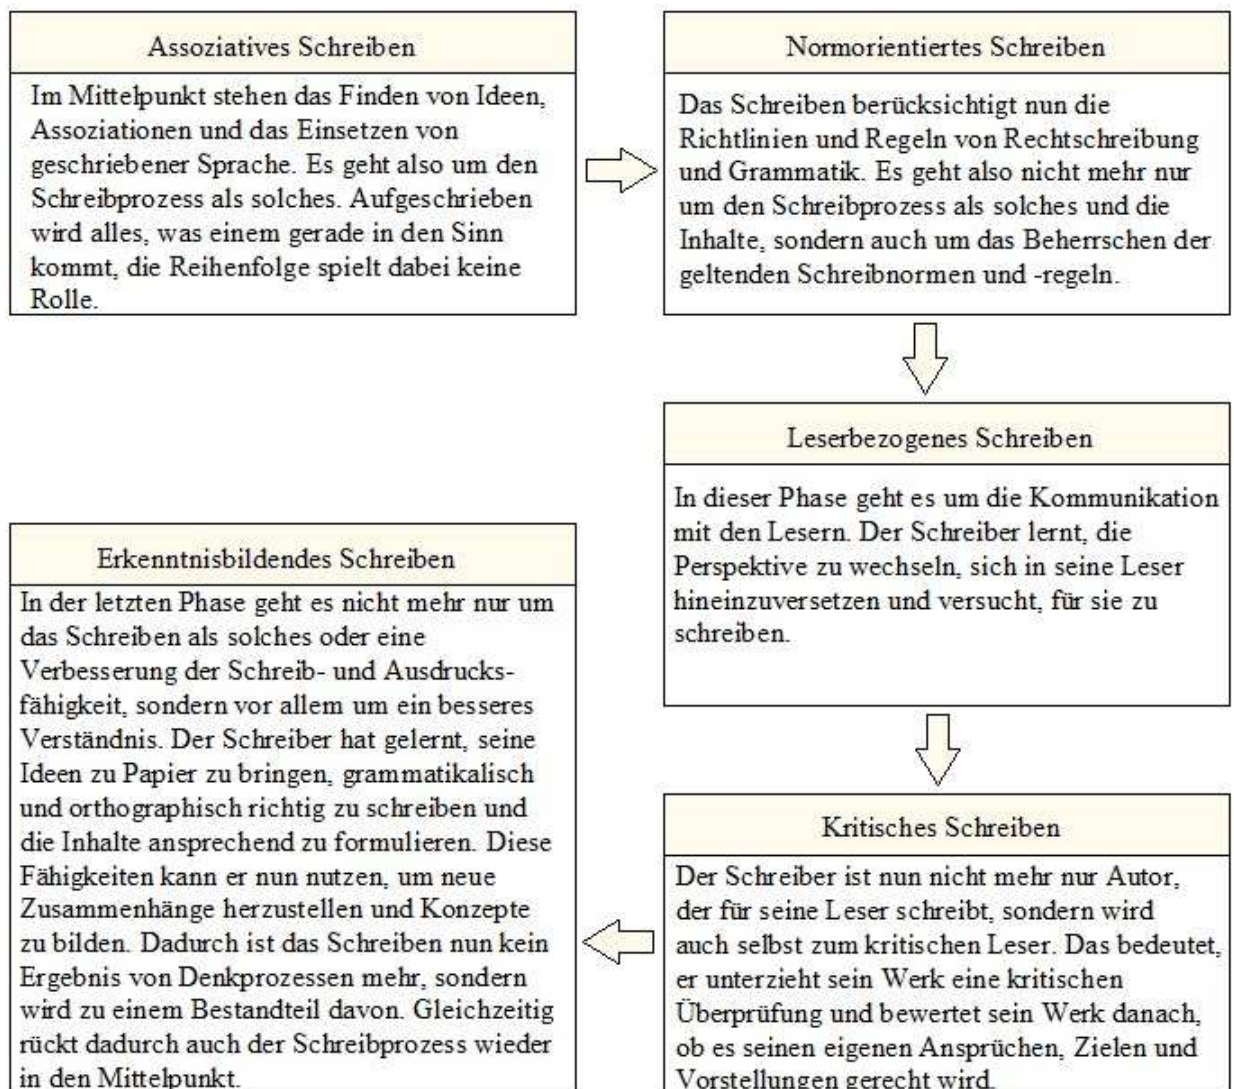 Assoziatives Schreiben
Im Mittelpunkt stehen das Finden von Ideen,
Assoziationen und das Einsetzen von
geschriebener Sprache. Es geht also um den
Schreibprozess als solches. Aufgeschrieben
wird alles, was einem gerade in den Sinn
kommt, die Reihenfolge spielt dabei keine
Rolle.
Normorientiertes Schreiben
Das Schreiben berücksichtigt nun die
Richtlinien und Regeln von Rechtschreibung
und Grammatik. Es geht also nicht mehr nur
um den Schreibprozess als solches und die
Inhalte, sondern auch um das Beherrschen der
geltenden Schreibnormen und -regeln.
Leserbezogenes Schreiben
In dieser Phase geht es um die Kommunikation
mit den Lesern. Der Schreiber lernt, die
Perspektive zu wechseln, sich in seine Leser
hineinzuversetzen und versucht, für sie zu
schreiben.
Kritisches Schreiben
Der Schreiber ist nun nicht mehr nur Autor,
der für seine Leser schreibt, sondern wird
auch selbst zum kritischen Leser. Das bedeutet,
er unterzieht sein Werk eine kritischen
Überprüfung und bewertet sein Werk danach,
ob es seinen eigenen Ansprüchen, Zielen und
Vorstellungen gerecht wird.
Erkenntnisbildendes Schreiben
In der letzten Phase geht es nicht mehr nur um
das Schreiben als solches oder eine
Verbesserung der Schreib- und Ausdrucks-
fähigkeit, sondern vor allem um ein besseres
Verständnis. Der Schreiber hat gelernt, seine
Ideen zu Papier zu bringen, grammatikalisch
und orthographisch richtig zu schreiben und
die Inhalte ansprechend zu formulieren. Diese
Fähigkeiten kann er nun nutzen, um neue
Zusammenhänge herzustellen und Konzepte
zu bilden. Dadurch ist das Schreiben nun kein
Ergebnis von Denkprozessen mehr, sondern
wird zu einem Bestandteil davon. Gleichzeitig
rückt dadurch auch der Schreibprozess wieder
in den Mittelpunkt.